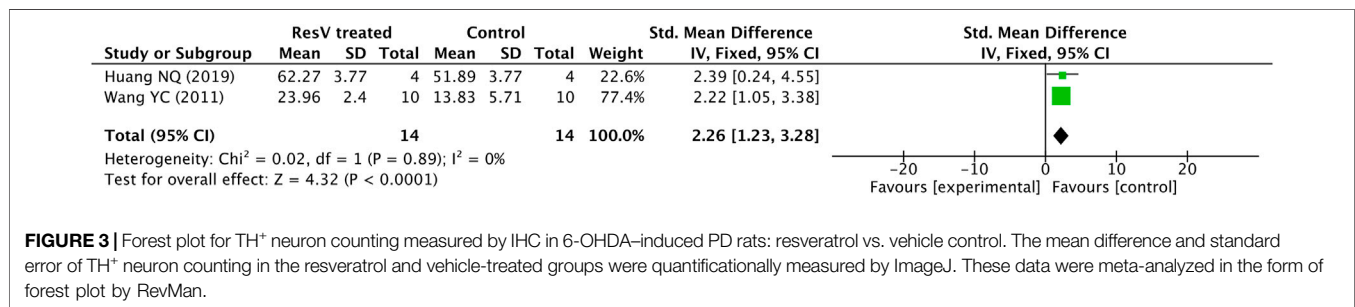 ResV treated Control Std. Mean Difference Std. Mean Difference
Study or Subgroup Mean SD Total Mean SD Total Weight IV, Fixed, 95% CI IV, Fixed, 95% CI
Huang NQ (2019) 62.27 3.77 4 51.89 3.77 4 22.6% 2.39 [0.24, 4.55]
Wang YC (2011) 23.96 2.4 10 13.83 5.71 10 77.4% 2.22 [1.05, 3.38]
Total (95% CI) 14 14 100.0% 2.26 [1.23, 3.28]
Heterogeneity: Chi² = 0.02, df = 1 (P = 0.89); I² = 0%
Test for overall effect: Z = 4.32 (P < 0.0001)
-20 -10 0 10 20
Favours [experimental] Favours [control]
FIGURE 3 | Forest plot for TH⁺ neuron counting measured by IHC in 6-OHDA–induced PD rats: resveratrol vs. vehicle control. The mean difference and standard
error of TH⁺ neuron counting in the resveratrol and vehicle-treated groups were quantificationally measured by ImageJ. These data were meta-analyzed in the form of
forest plot by RevMan.